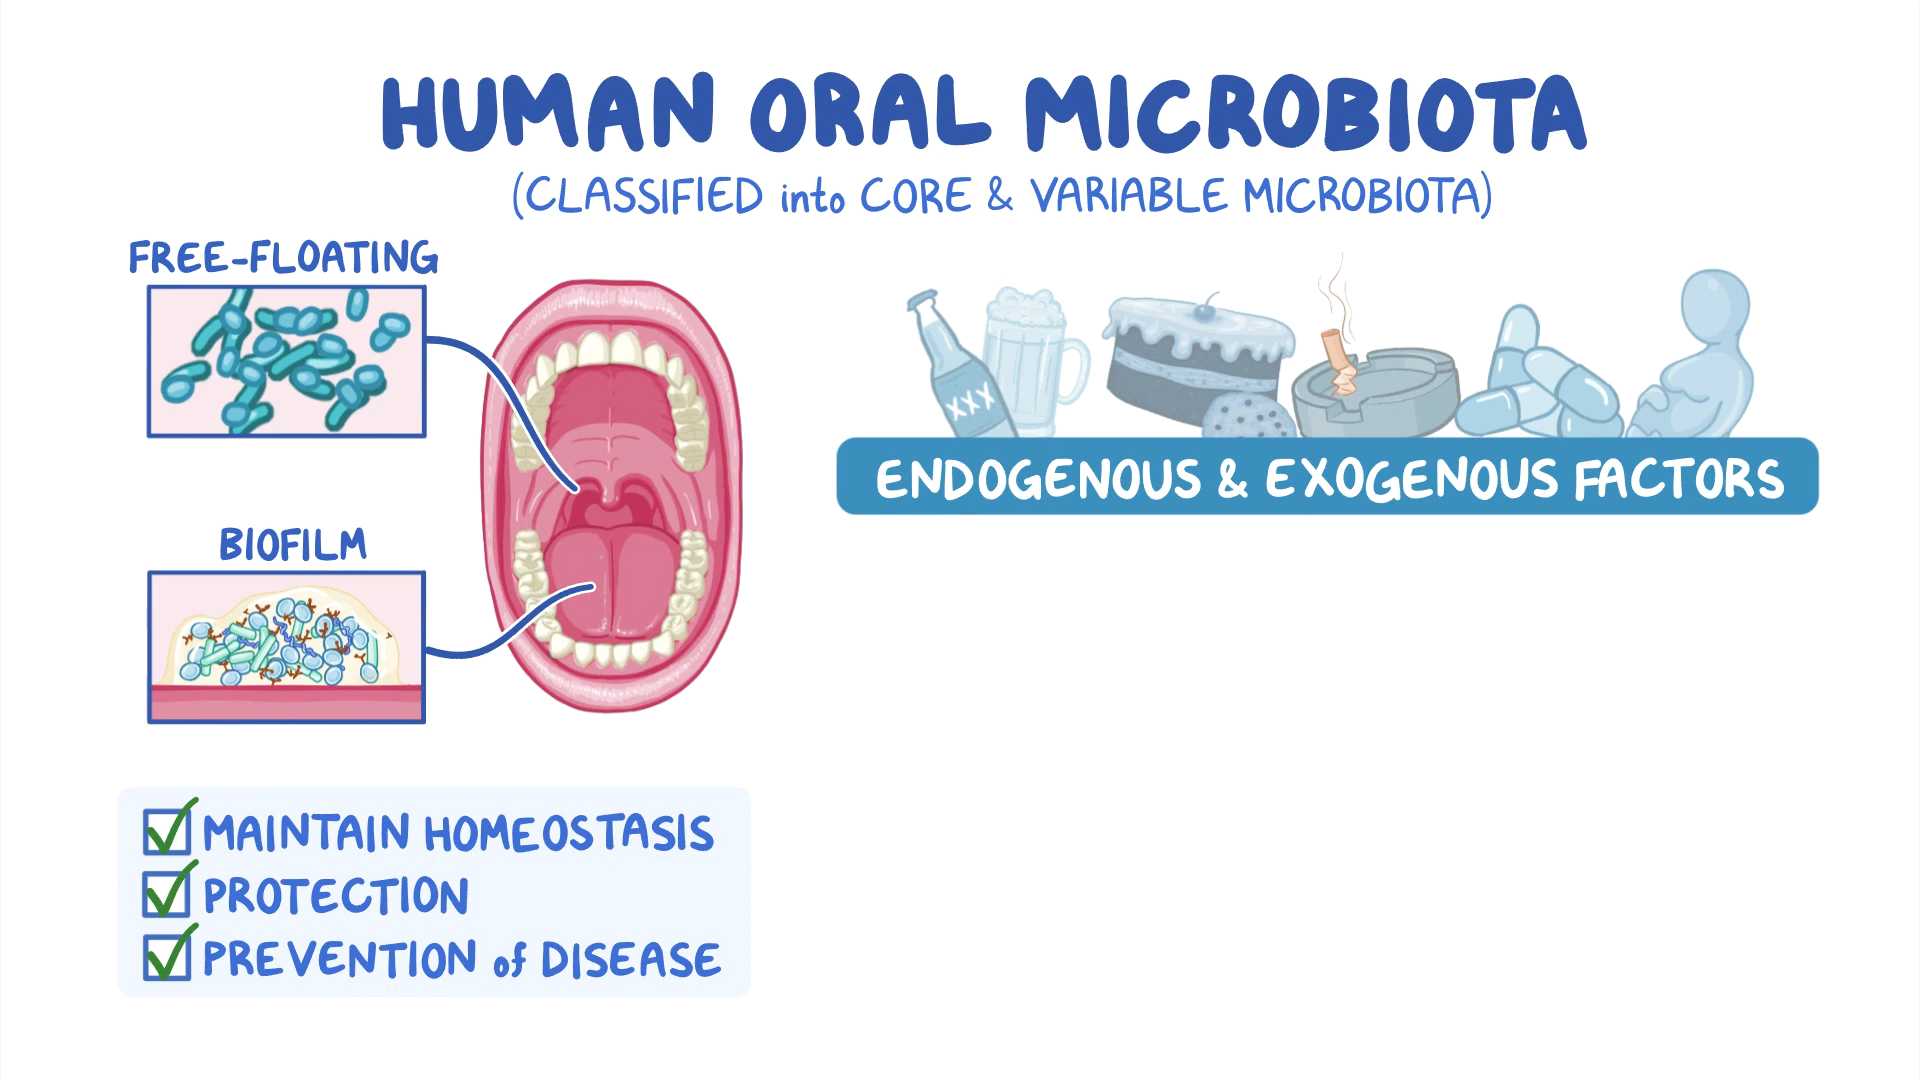 HUMAN ORAL MICROBIOTA
(CLASSIFIED into CORE & VARIABLE MICROBIOTA)
FREE-FLOATING
BIOFILM
MAINTAIN HOMEOSTASIS
PROTECTION
PREVENTION of DISEASE
XXX
ENDOGENOUS & EXOGENOUS FACTORS